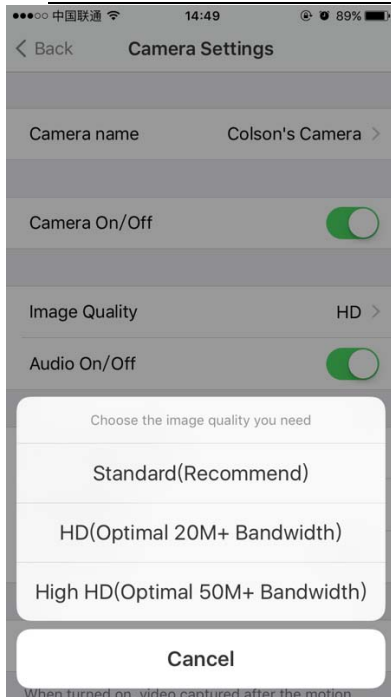 中国联通 14:49 89%
Back Camera Settings
Camera name Colson's Camera
Camera On/Off
Image Quality HD
Audio On/Off
Choose the image quality you need
Standard(Recommend)
HD(Optimal 20M+ Bandwidth)
High HD(Optimal 50M+ Bandwidth)
Cancel
When turned on, video captured after the motion